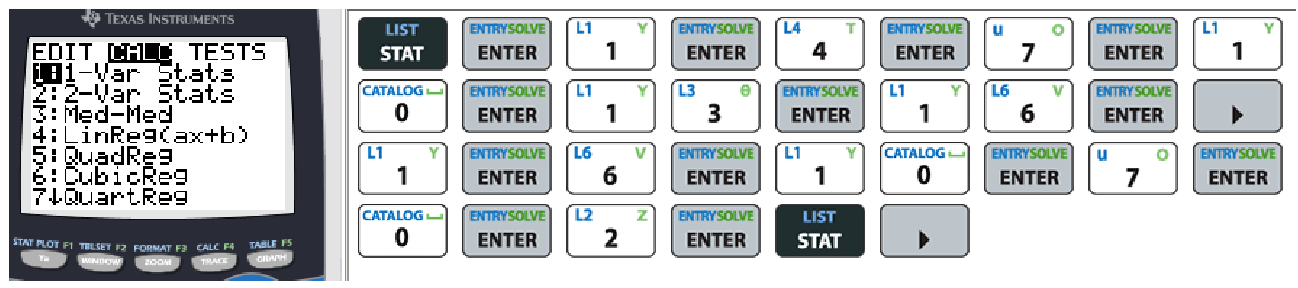 TEXAS INSTRUMENTS
EDIT CALC TESTS
1:1-Var Stats
2:2-Var Stats
3:Med-Med
4:LinReg(ax+b)
5:QuadReg
6:CubicReg
7↓QuartReg
STAT PLOT F1 TBLSET F2 FORMAT F3 CALC F4 TABLE F5
Y= WINDOW ZOOM TRACE GRAPH
LIST ENTRY SOLVE L1 Y ENTRY SOLVE L4 T ENTRY SOLVE u O ENTRY SOLVE L1 Y
STAT ENTER 1 ENTER 4 ENTER 7 ENTER 1
CATALOG ENTRY SOLVE L1 Y L3 θ ENTRY SOLVE L1 Y L6 V ENTRY SOLVE
0 ENTER 1 3 ENTER 1 6 ENTER ►
L1 Y ENTRY SOLVE L6 V ENTRY SOLVE L1 Y CATALOG ENTRY SOLVE u O ENTRY SOLVE
1 ENTER 6 ENTER 1 0 ENTER 7 ENTER
CATALOG ENTRY SOLVE L2 Z ENTRY SOLVE LIST
0 ENTER 2 ENTER STAT ►